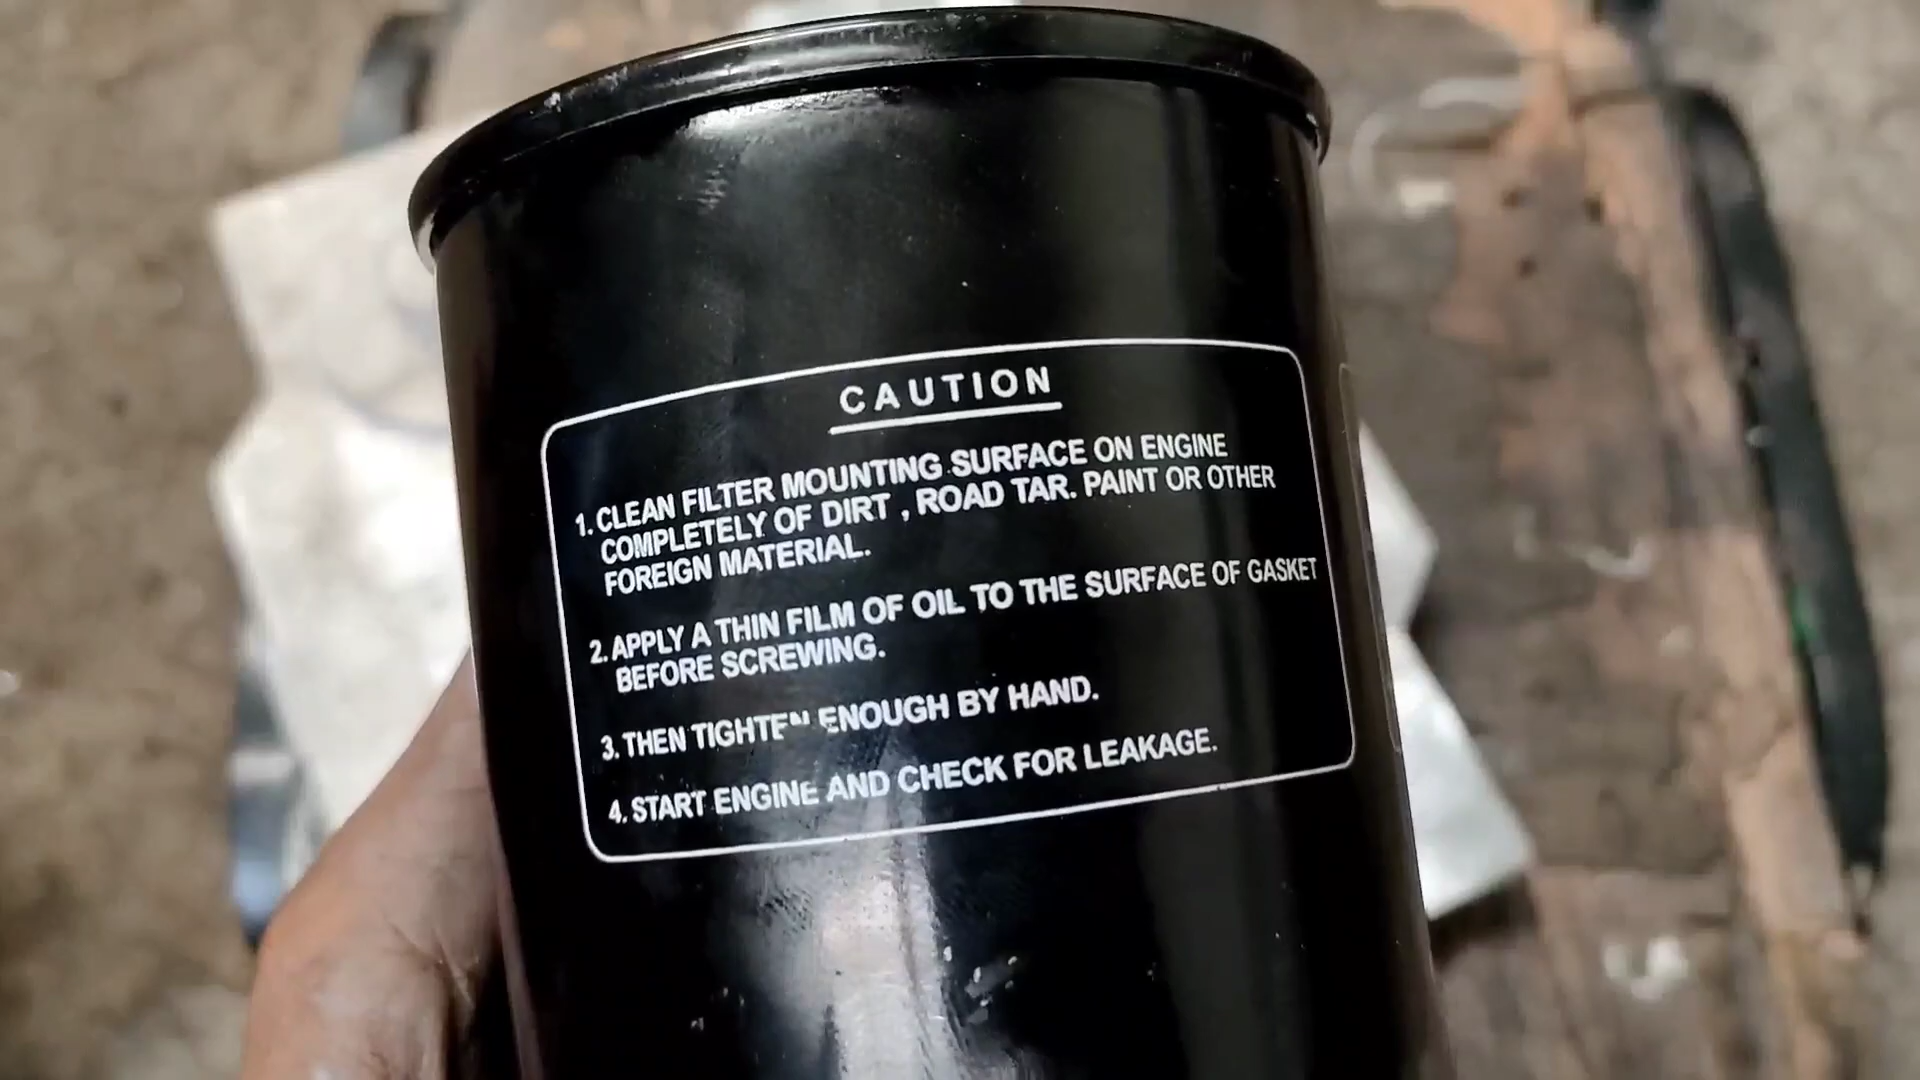 CAUTION
1. CLEAN FILTER MOUNTING SURFACE ON ENGINE
COMPLETELY OF DIRT , ROAD TAR. PAINT OR OTHER
FOREIGN MATERIAL.
2. APPLY A THIN FILM OF OIL TO THE SURFACE OF GASKET
BEFORE SCREWING.
3. THEN TIGHTEN ENOUGH BY HAND.
4. START ENGINE AND CHECK FOR LEAKAGE.